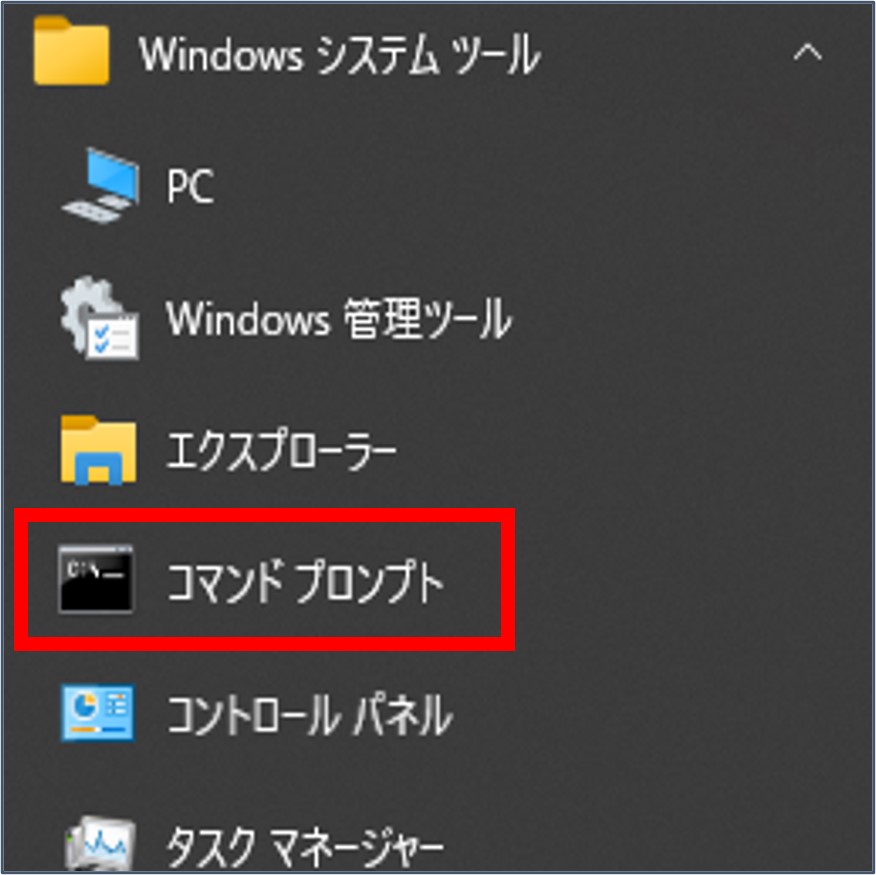 Windows システム ツール
PC
Windows 管理ツール
エクスプローラー
C:\_
コマンド プロンプト
コントロール パネル
タスク マネージャー